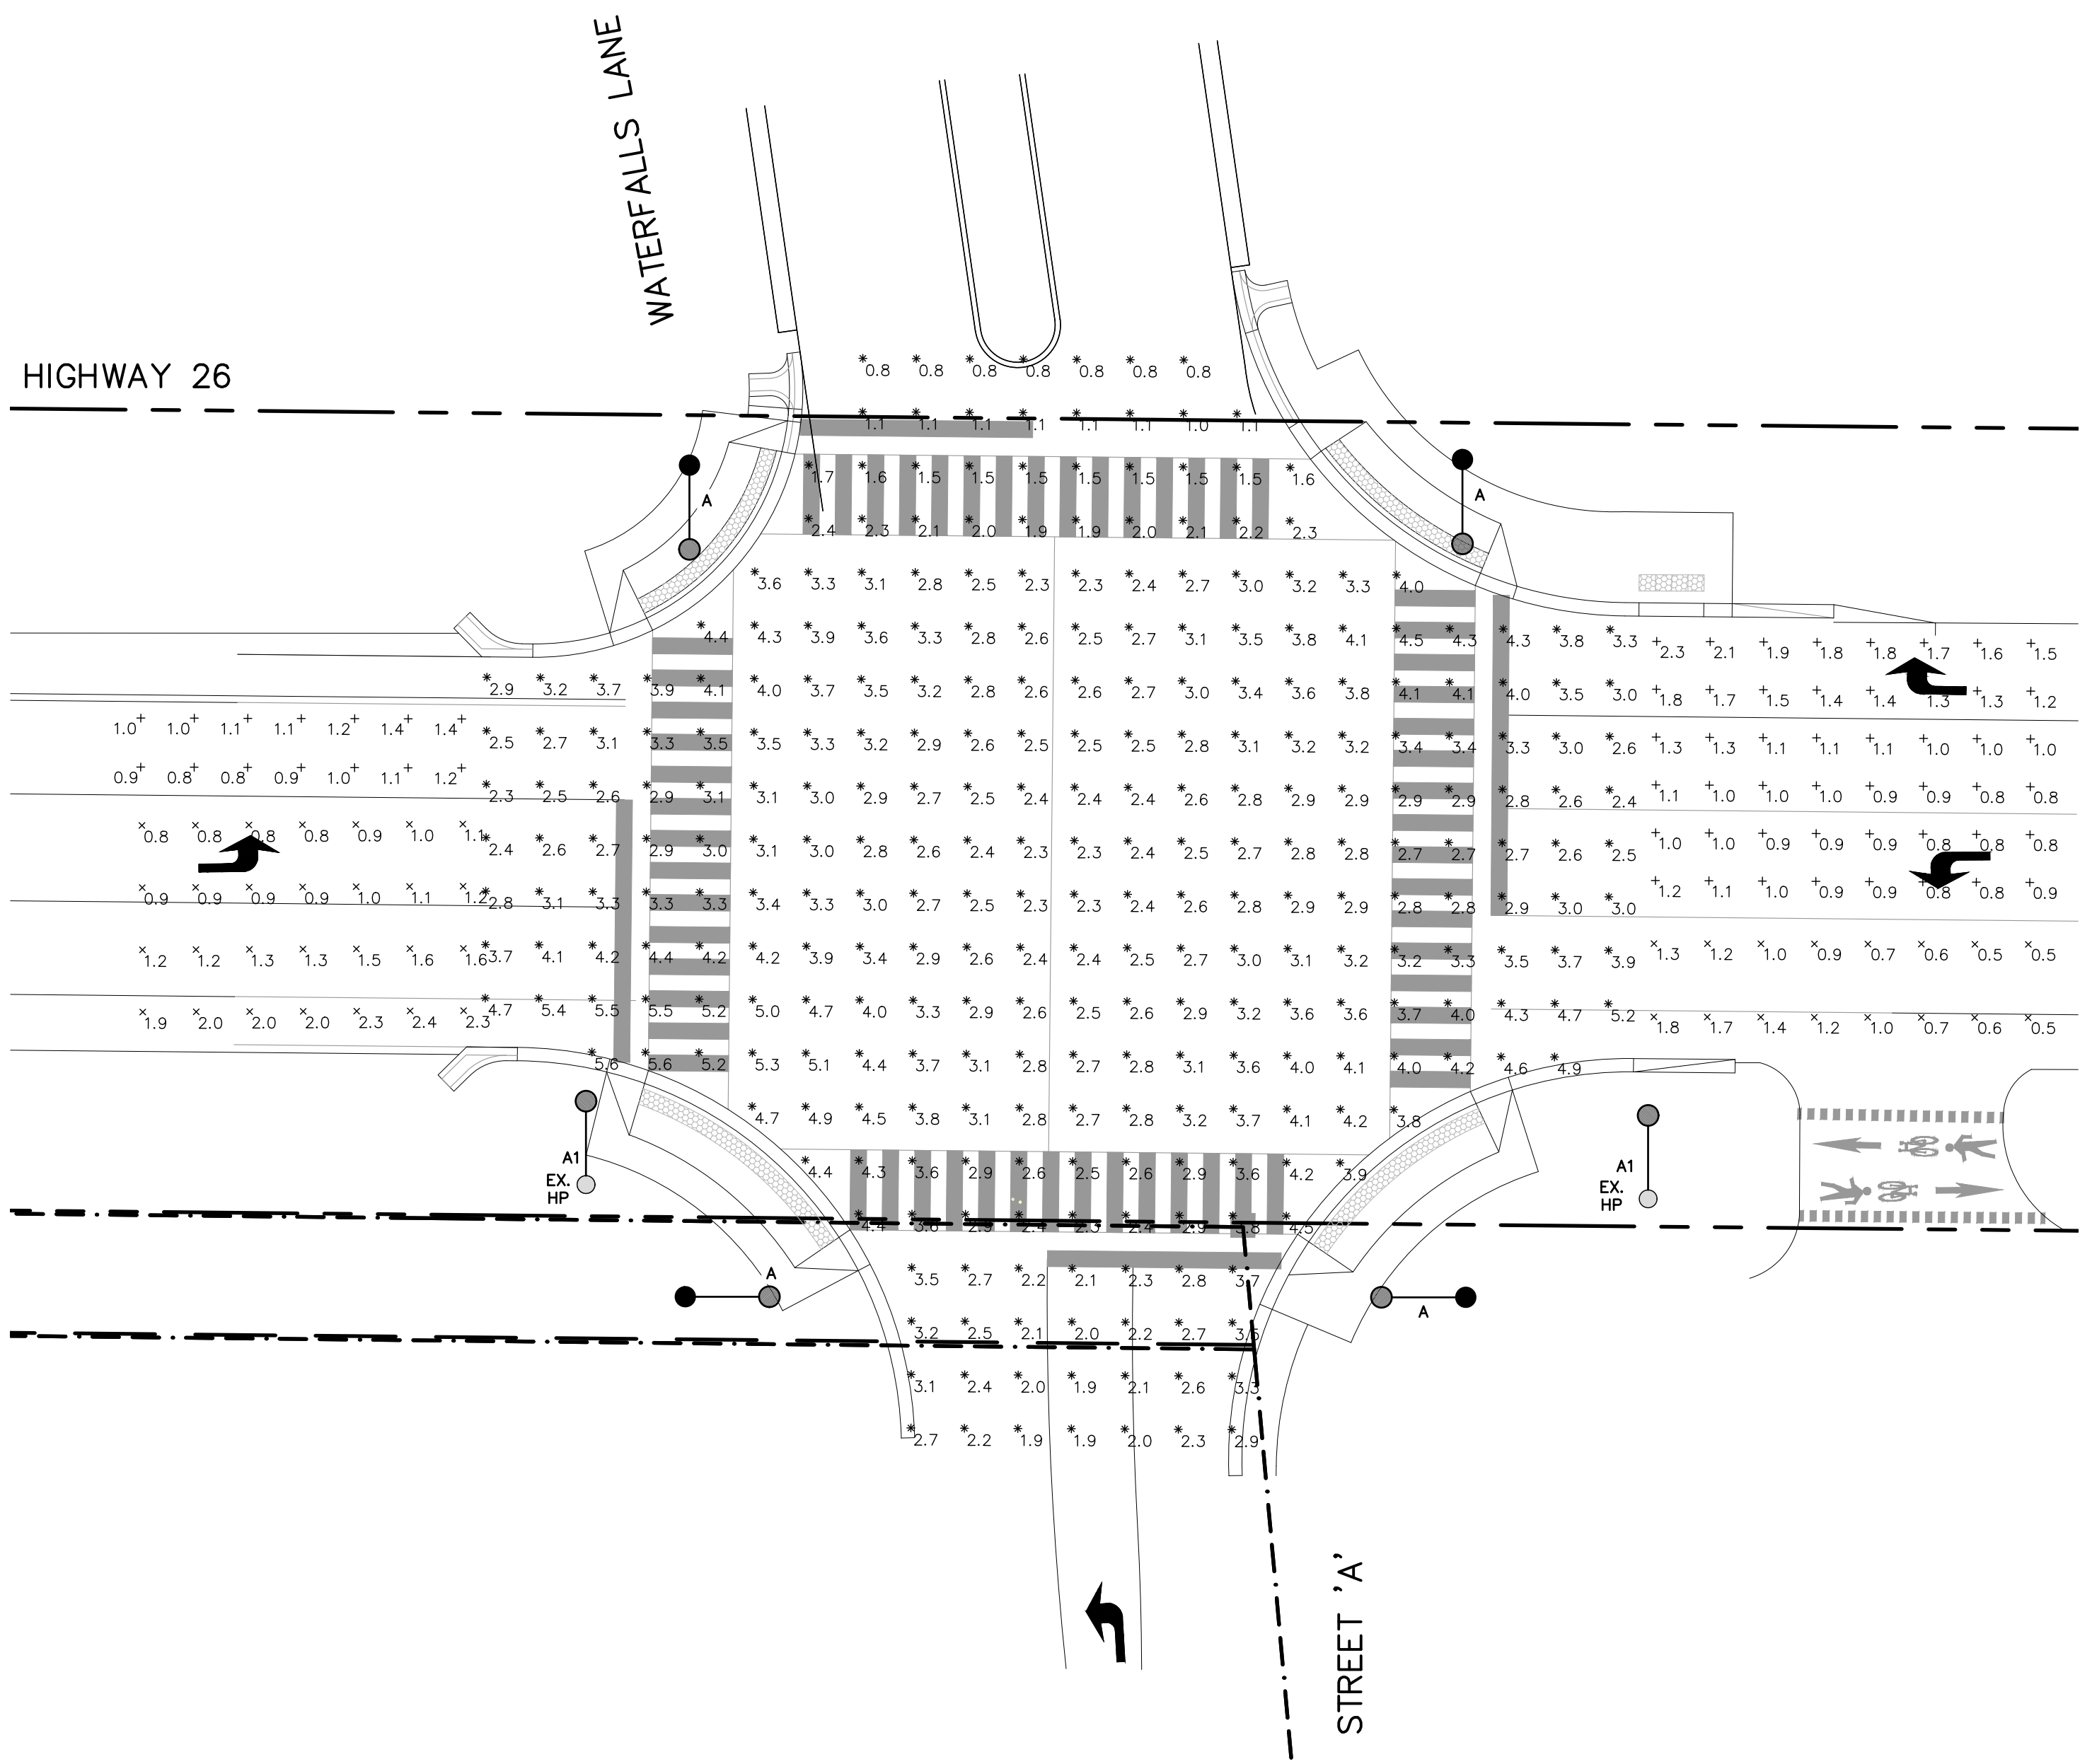 WATERFALLS LANE
HIGHWAY 26
0.8 0.8 0.8 0.8 0.8 0.8 0.8
1.1 1.1 1.1 1.1 1.1 1.1 1.0 1.1
1.7 1.6 1.5 1.5 1.5 1.5 1.5 1.5 1.5 1.6
A
A
2.4 2.3 2.1 2.0 1.9 1.9 2.0 2.1 2.2 2.3
3.6 3.3 3.1 2.8 2.5 2.3 2.3 2.4 2.7 3.0 3.2 3.3 4.0
4.4 4.3 3.9 3.6 3.3 2.8 2.6 2.5 2.7 3.1 3.5 3.8 4.1 4.5 4.3 4.3 3.8 3.3 2.3 2.1 1.9 1.8 1.8 1.7 1.6 1.5
2.9 3.2 3.7 3.9 4.1 4.0 3.7 3.5 3.2 2.8 2.6 2.6 2.7 3.0 3.4 3.6 3.8 4.1 4.1 4.0 3.5 3.0 1.8 1.7 1.5 1.4 1.4 1.3 1.3 1.2
1.0 1.0 1.1 1.1 1.2 1.4 1.4 2.5 2.7 3.1 3.3 3.5 3.5 3.3 3.2 2.9 2.6 2.5 2.5 2.5 2.8 3.1 3.2 3.2 3.4 3.4 3.3 3.0 2.6 1.3 1.3 1.1 1.1 1.1 1.0 1.0 1.0
0.9 0.8 0.8 0.9 1.0 1.1 1.2 2.3 2.5 2.6 2.9 3.1 3.1 3.0 2.9 2.7 2.5 2.4 2.4 2.4 2.6 2.8 2.9 2.9 2.9 2.9 2.8 2.6 2.4 1.1 1.0 1.0 1.0 0.9 0.9 0.8 0.8
0.8 0.8 0.8 0.8 0.9 1.0 1.1 2.4 2.6 2.7 2.9 3.0 3.1 3.0 2.8 2.6 2.4 2.3 2.3 2.4 2.5 2.7 2.8 2.8 2.7 2.7 2.7 2.6 2.5 1.0 1.0 0.9 0.9 0.9 0.8 0.8 0.8
0.9 0.9 0.9 0.9 1.0 1.1 1.2 2.8 3.1 3.3 3.3 3.3 3.4 3.3 3.0 2.7 2.5 2.3 2.3 2.4 2.6 2.8 2.9 2.9 2.8 2.8 2.9 3.0 3.0 1.2 1.1 1.0 0.9 0.9 0.8 0.8 0.9
1.2 1.2 1.3 1.3 1.5 1.6 1.6 3.7 4.1 4.2 4.4 4.2 4.2 3.9 3.4 2.9 2.6 2.4 2.4 2.5 2.7 3.0 3.1 3.2 3.2 3.3 3.5 3.7 3.9 1.3 1.2 1.0 0.9 0.7 0.6 0.5 0.5
1.9 2.0 2.0 2.0 2.3 2.4 2.3 4.7 5.4 5.5 5.5 5.2 5.0 4.7 4.0 3.3 2.9 2.6 2.5 2.6 2.9 3.2 3.6 3.6 3.7 4.0 4.3 4.7 5.2 1.8 1.7 1.4 1.2 1.0 0.7 0.6 0.5
5.6 5.6 5.2 5.3 5.1 4.4 3.7 3.1 2.8 2.7 2.8 3.1 3.6 4.0 4.1 4.0 4.2 4.6 4.9
4.7 4.9 4.5 3.8 3.1 2.8 2.7 2.8 3.2 3.7 4.1 4.2 3.8
A1
EX.
HP
4.4 4.3 3.6 2.9 2.6 2.5 2.6 2.9 3.6 4.2 3.9
A1
EX.
HP
4.4 3.6 2.9 2.4 2.3 2.4 2.9 3.8 4.5
A
3.5 2.7 2.2 2.1 2.3 2.8 3.7
A
3.2 2.5 2.1 2.0 2.2 2.7 3.5
3.1 2.4 2.0 1.9 2.1 2.6 3.3
2.7 2.2 1.9 1.9 2.0 2.3 2.9
STREET 'A'